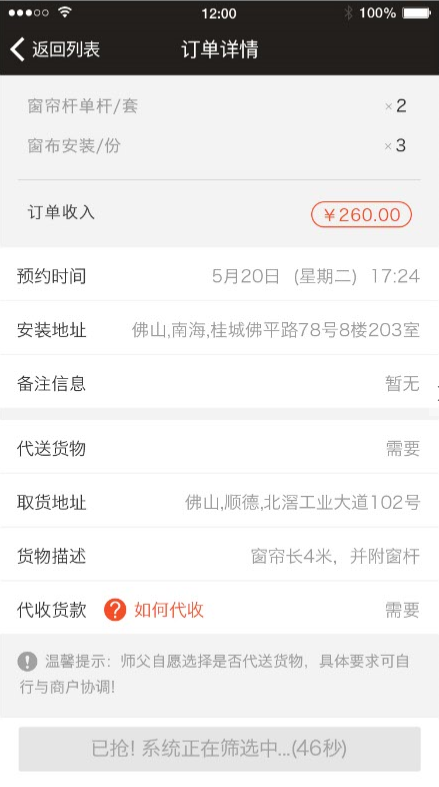 12:00
100%
返回列表
订单详情
窗帘杆单杆/套 ×2
窗布安装/份 ×3
订单收入 ¥260.00
预约时间 5月20日 (星期二) 17:24
安装地址 佛山,南海,桂城佛平路78号8楼203室
备注信息 暂无
代送货物 需要
取货地址 佛山,顺德,北滘工业大道102号
货物描述 窗帘长4米，并附窗杆
代收货款 ? 如何代收 需要
! 温馨提示：师父自愿选择是否代送货物，具体要求可自
行与商户协调!
已抢! 系统正在筛选中...(46秒)